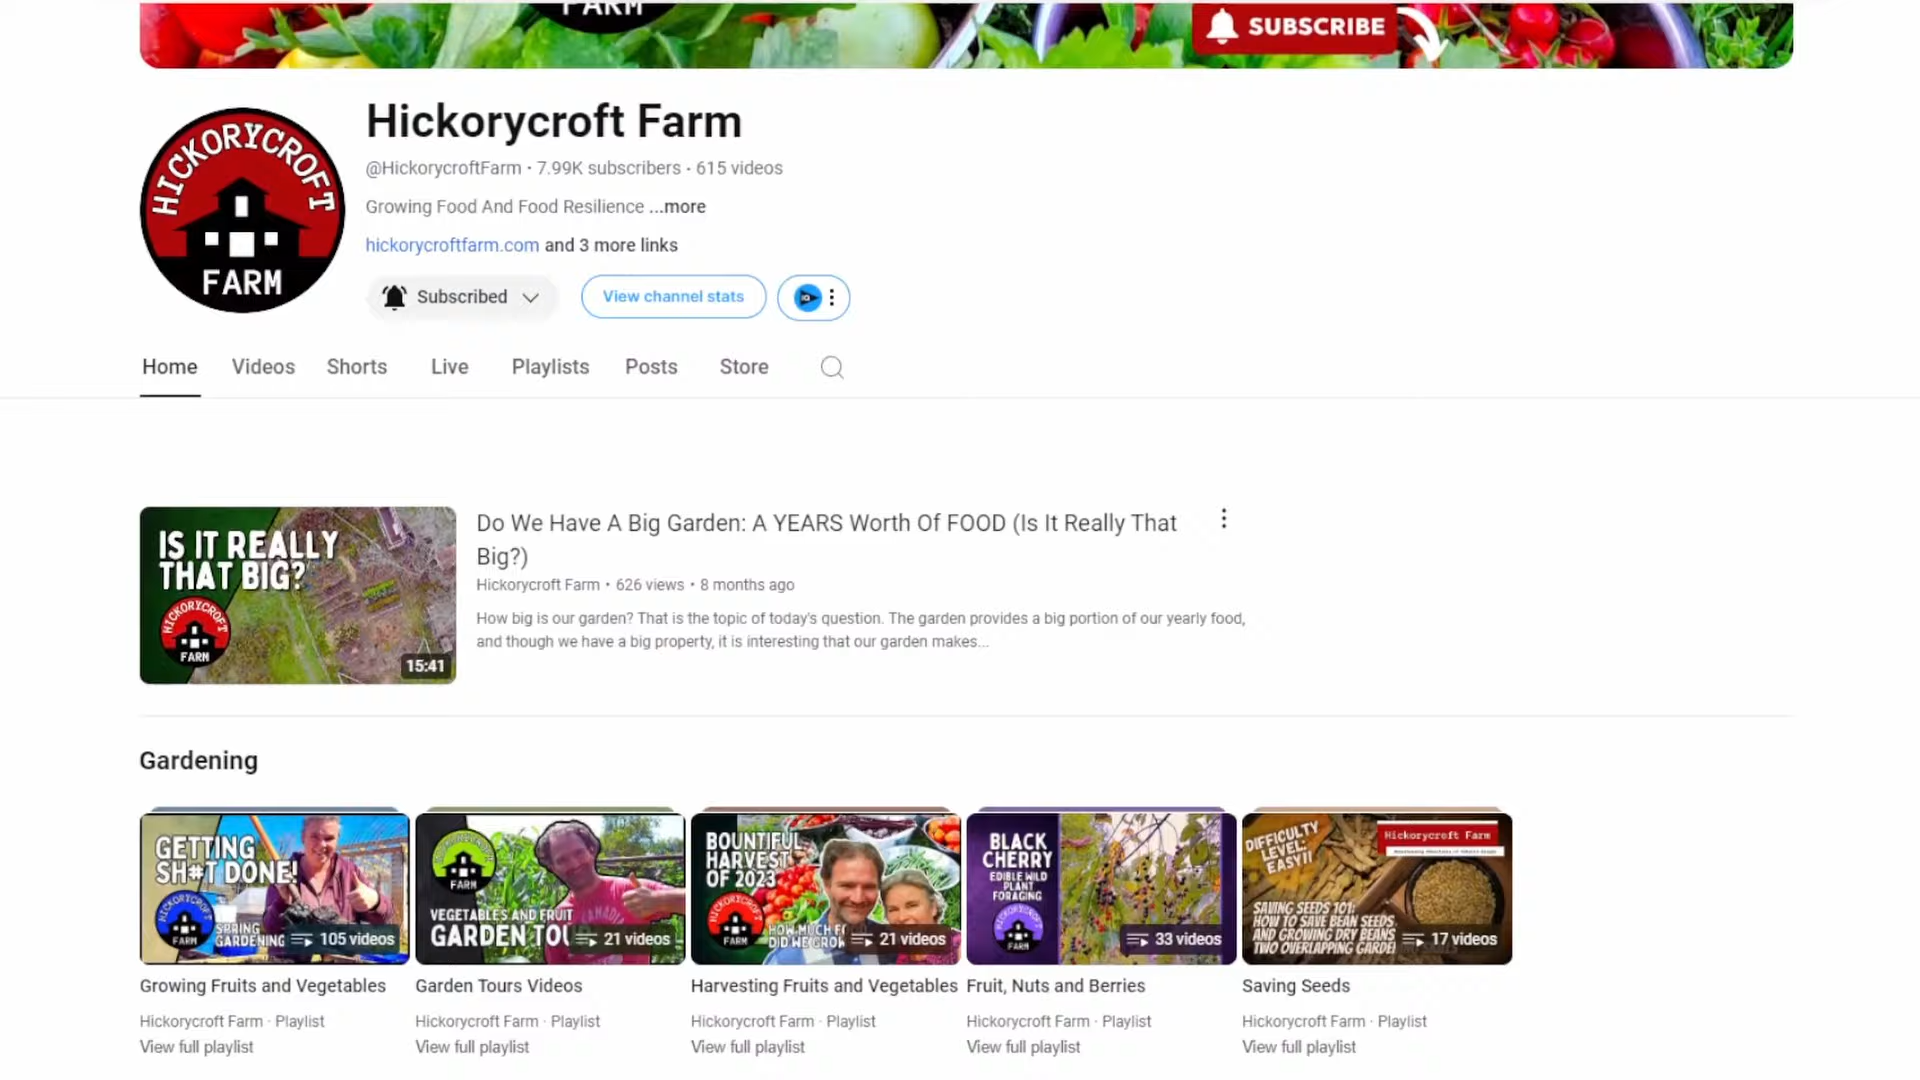 FARM
SUBSCRIBE
HICKORYCROFT
FARM
Hickorycroft Farm
@HickorycroftFarm • 7.99K subscribers • 615 videos
Growing Food And Food Resilience ...more
hickorycroftfarm.com and 3 more links
Subscribed
View channel stats
Home
Videos
Shorts
Live
Playlists
Posts
Store
IS IT REALLY
THAT BIG?
HICKORYCROFT
FARM
15:41
Do We Have A Big Garden: A YEARS Worth Of FOOD (Is It Really That
Big?)
Hickorycroft Farm • 626 views • 8 months ago
How big is our garden? That is the topic of today's question. The garden provides a big portion of our yearly food,
and though we have a big property, it is interesting that our garden makes...
Gardening
GETTING
SH#T DONE!
HICKORYCROFT
FARM
SPRING
GARDENING
105 videos
Growing Fruits and Vegetables
Hickorycroft Farm · Playlist
View full playlist
HICKORYCROFT
FARM
VEGETABLES AND FRUIT
GARDEN TOU
21 videos
Garden Tours Videos
Hickorycroft Farm · Playlist
View full playlist
BOUNTIFUL
HARVEST
OF 2023
HICKORYCROFT
FARM
HOW MUCH F
DID WE GROW
21 videos
Harvesting Fruits and Vegetables
Hickorycroft Farm · Playlist
View full playlist
BLACK
CHERRY
EDIBLE WILD
PLANT
FORAGING
HICKORYCROFT
FARM
33 videos
Fruit, Nuts and Berries
Hickorycroft Farm · Playlist
View full playlist
DIFFICULTY
LEVEL:
EASY!!
Hickorycroft Farm
SAVING SEEDS 101:
HOW TO SAVE BEAN SEEDS
AND GROWING DRY BEANS
TWO OVERLAPPING GARDE
17 videos
Saving Seeds
Hickorycroft Farm · Playlist
View full playlist